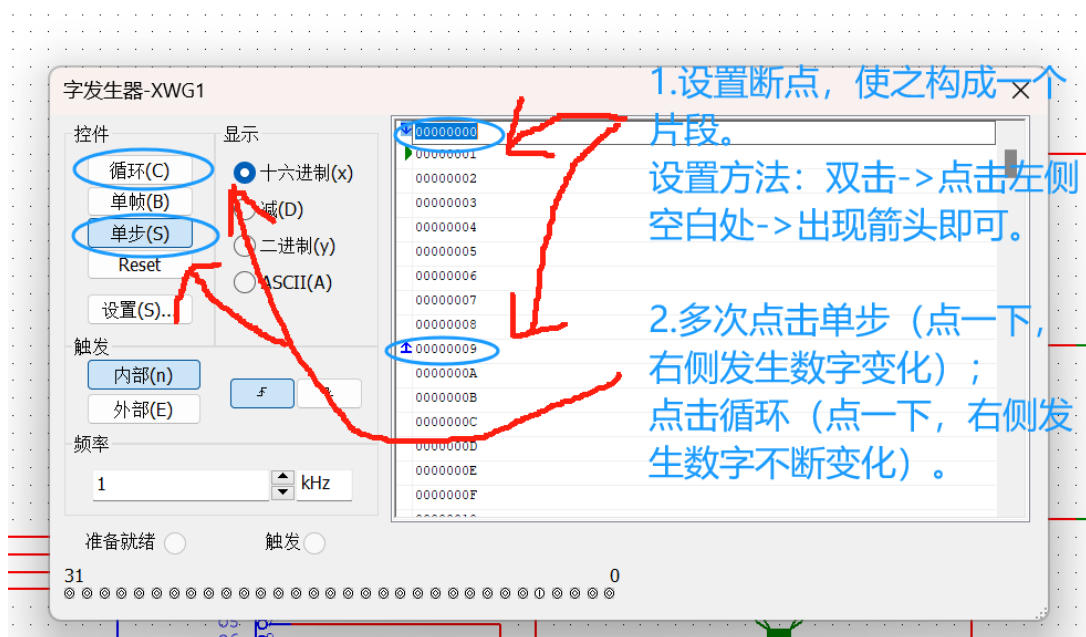 字发生器-XWG1
控件
循环(C)
单帧(B)
单步(S)
Reset
设置(S)...
显示
十六进制(x)
减(D)
二进制(y)
ASCII(A)
触发
内部(n)
外部(E)
频率
1
kHz
准备就绪
触发
31
0
00000000
00000001
00000002
00000003
00000004
00000005
00000006
00000007
00000008
00000009
0000000A
0000000B
0000000C
0000000D
0000000E
0000000F
1.设置断点，使之构成一个
片段。
设置方法：双击->点击左侧
空白处->出现箭头即可。
2.多次点击单步（点一下，
右侧发生数字变化）；
点击循环（点一下，右侧发
生数字不断变化）。